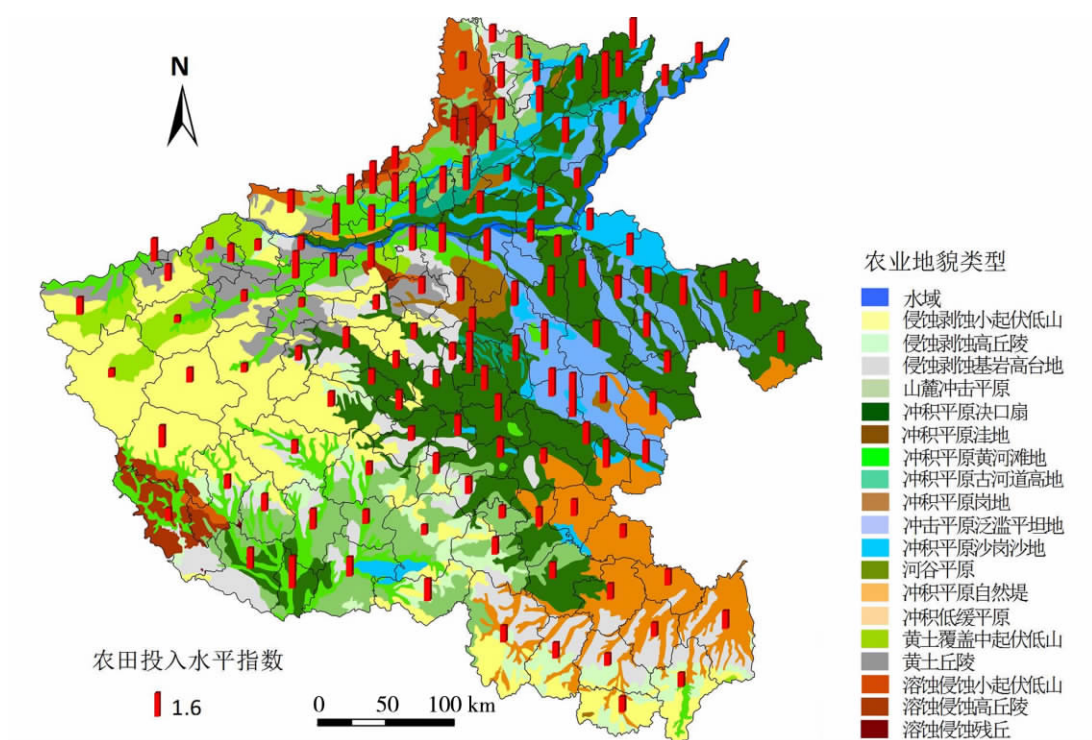 N
农业地貌类型
水域
侵蚀剥蚀小起伏低山
侵蚀剥蚀高丘陵
侵蚀剥蚀基岩高台地
山麓冲击平原
冲积平原决口扇
冲积平原洼地
冲积平原黄河滩地
冲积平原古河道高地
冲积平原岗地
冲击平原泛滥平坦地
冲积平原沙岗沙地
河谷平原
冲积平原自然堤
冲积低缓平原
黄土覆盖中起伏低山
黄土丘陵
溶蚀侵蚀小起伏低山
溶蚀侵蚀高丘陵
溶蚀侵蚀残丘
农田投入水平指数
1.6
0 50 100 km